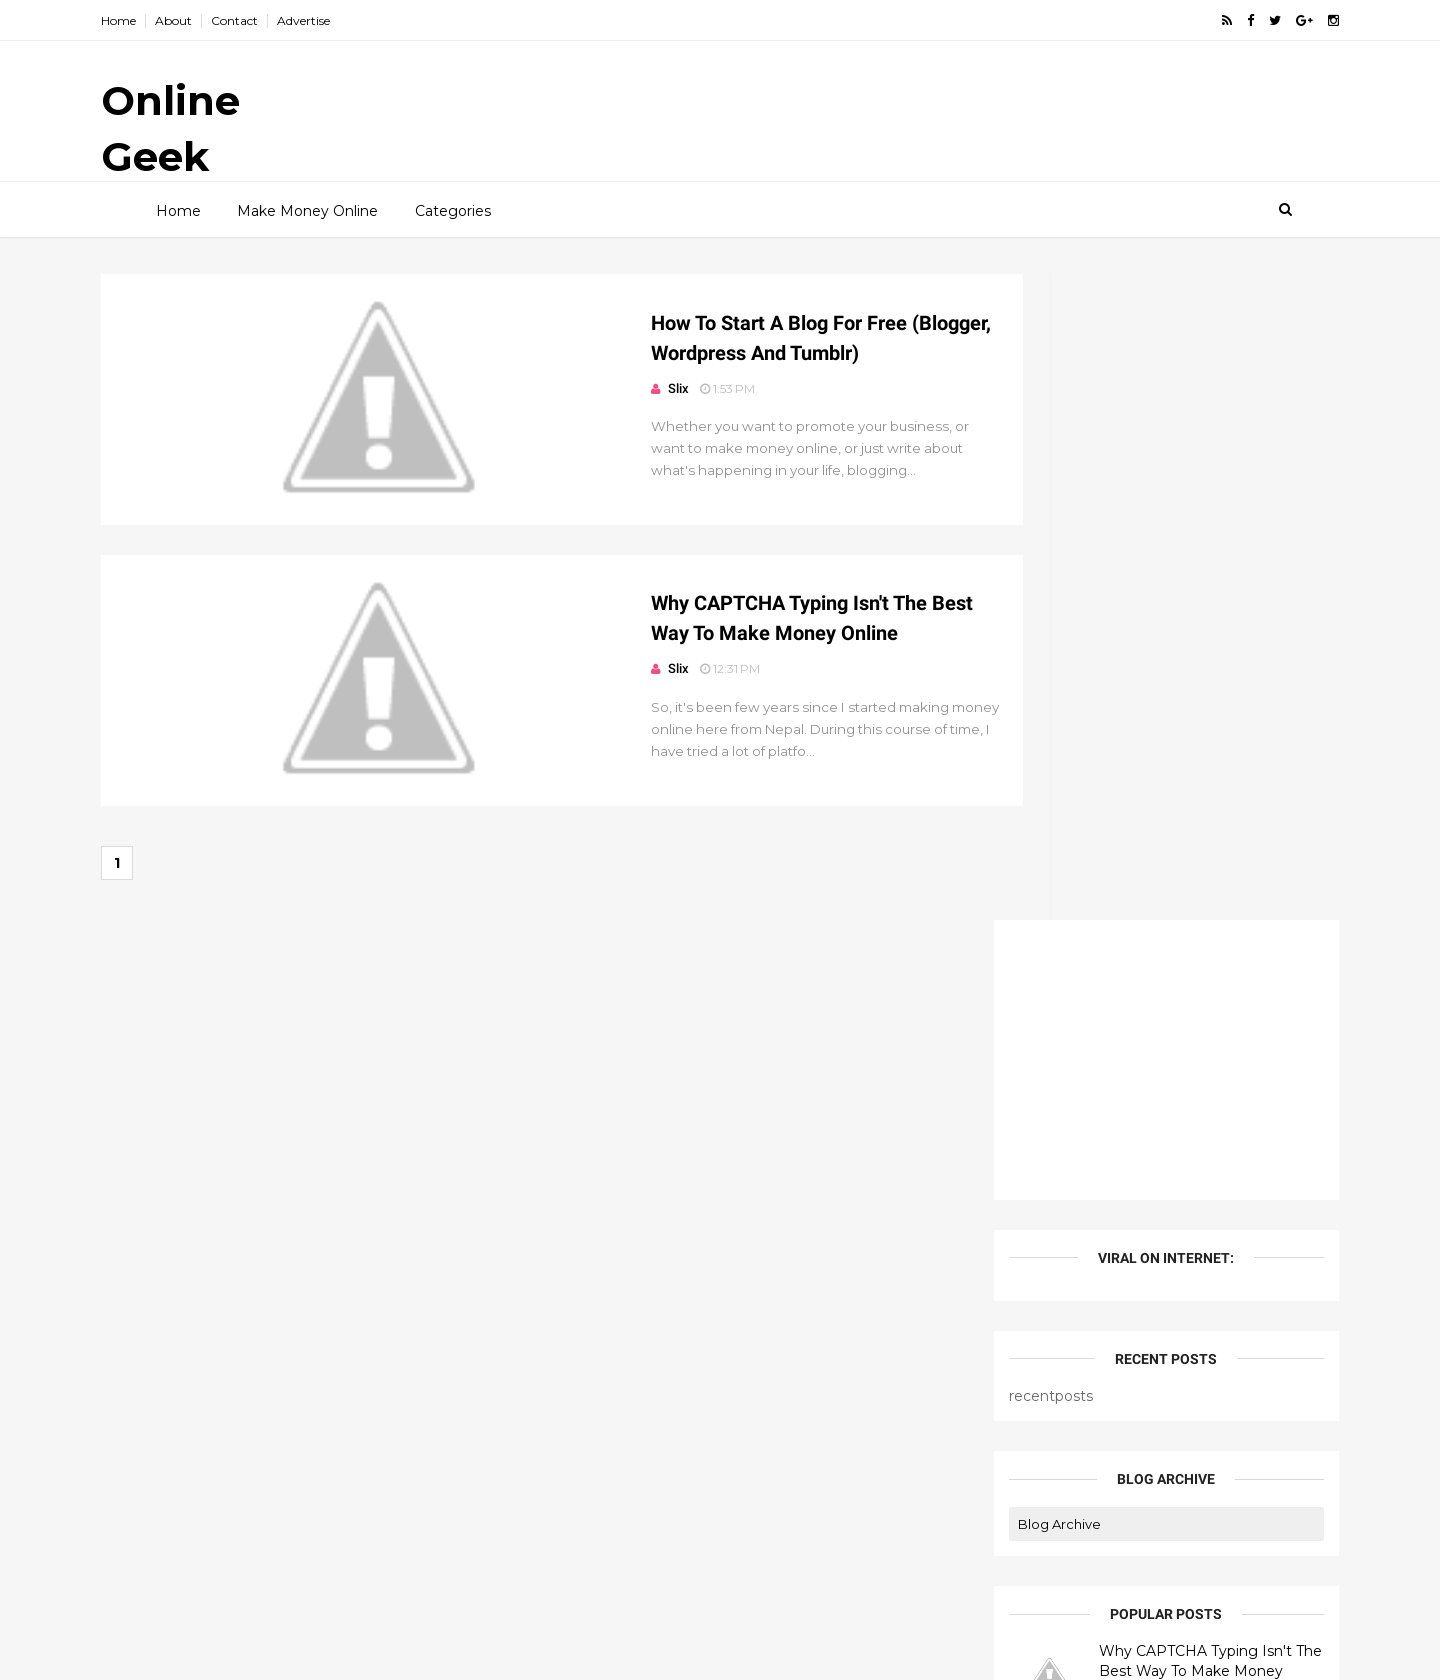 Home
About
Contact
Advertise
Online
Geek
Home
Make Money Online
Categories
How To Start A Blog For Free (Blogger,
Wordpress And Tumblr)
Slix 1:53 PM
Whether you want to promote your business, or
want to make money online, or just write about
what's happening in your life, blogging...
Why CAPTCHA Typing Isn't The Best
Way To Make Money Online
Slix 12:31 PM
So, it's been few years since I started making money
online here from Nepal. During this course of time, I
have tried a lot of platfo...
1
VIRAL ON INTERNET:
RECENT POSTS
recentposts
BLOG ARCHIVE
Blog Archive
POPULAR POSTS
Why CAPTCHA Typing Isn't The
Best Way To Make Money